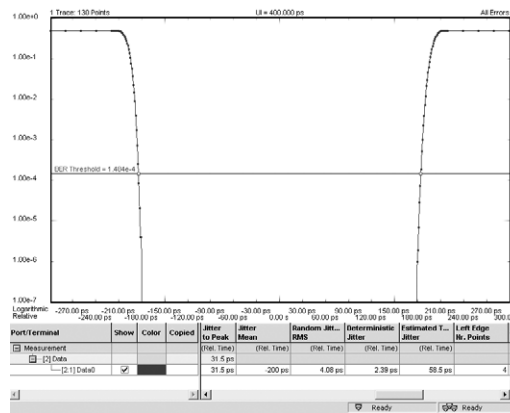 1 Trace: 130 Points UI = 400.000 ps All Errors
1.00e+0
1.00e-1
1.00e-2
1.00e-3
BER Threshold = 1.404e-4
1.00e-4
1.00e-5
1.00e-6
1.00e-7
Logarithmic -270.00 ps -210.00 ps -150.00 ps -90.00 ps -30.00 ps 30.00 ps 90.00 ps 150.00 ps 210.00 ps 270.00 ps
Relative -240.00 ps -180.00 ps -120.00 ps -60.00 ps 0.00 ps 60.00 ps 120.00 ps 180.00 ps 240.00 ps 300.0
Port/Terminal Show Color Copied Jitter to Peak Jitter Mean Random Jitt... RMS Deterministic Jitter Estimated T... Jitter Left Edge Nr. Points
Measurement (Rel. Time) (Rel. Time) (Rel. Time) (Rel. Time) (Rel. Time)
[2] Data 31.5 ps
[2:1] Data0 31.5 ps -200 ps 4.08 ps 2.39 ps 58.5 ps 4
Ready Ready